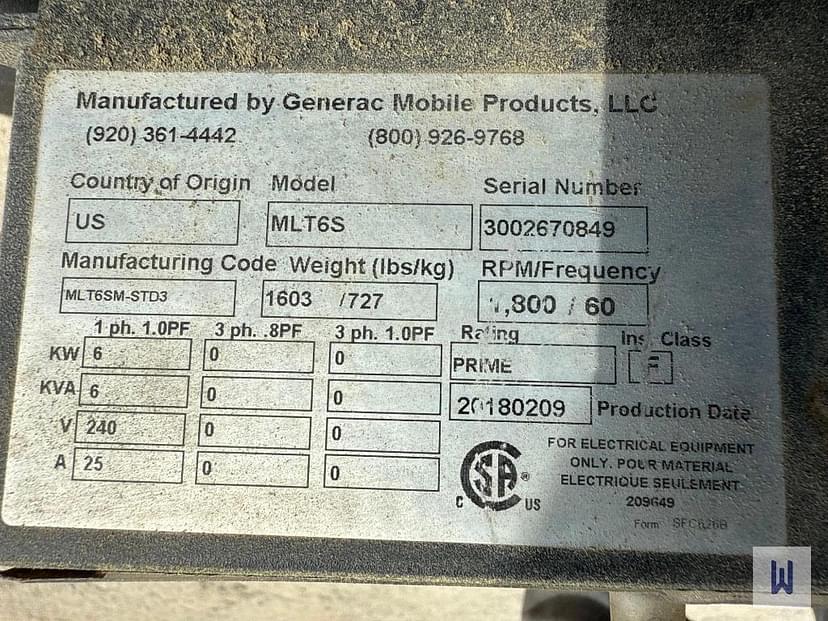 Manufactured by Generac Mobile Products, LLC
(920) 361-4442 (800) 926-9768
Country of Origin Model Serial Number
US MLT6S 3002670849
Manufacturing Code Weight (lbs/kg) RPM/Frequency
MLT6SM-STD3 1603 /727 1,800 / 60
1 ph. 1.0PF 3 ph. .8PF 3 ph. 1.0PF Rating Ins. Class
KW 6 0 0 PRIME F
KVA 6 0 0 20180209 Production Date
V 240 0 0
A 25 0 0
CSA ® C US
FOR ELECTRICAL EQUIPMENT
ONLY. POUR MATERIAL
ELECTRIQUE SEULEMENT
209649
Form SFC626B
W